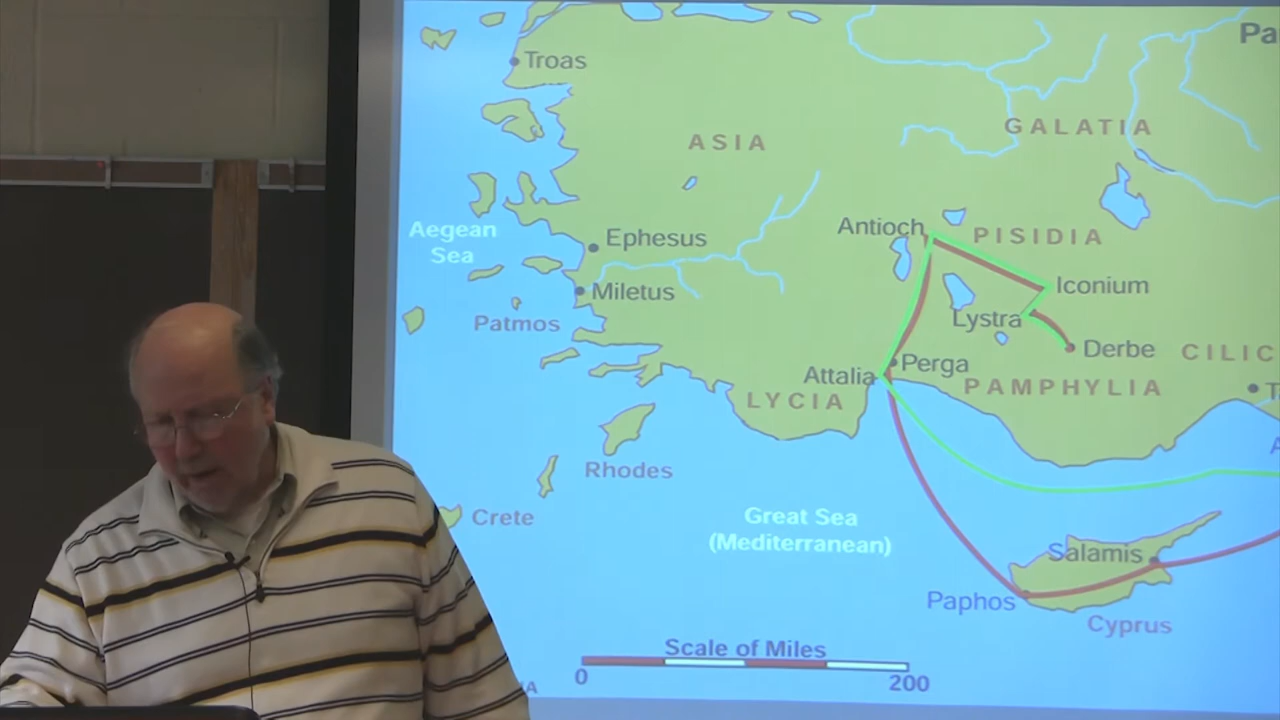 Pa
Troas
GALATIA
ASIA
Antioch
PISIDIA
Aegean
Sea
Ephesus
Iconium
Miletus
Patmos
Lystra
Derbe
CILIC
Perga
Attalia
PAMPHYLIA
LYCIA
T
Rhodes
Crete
Great Sea
(Mediterranean)
Salamis
Paphos
Cyprus
Scale of Miles
0
200